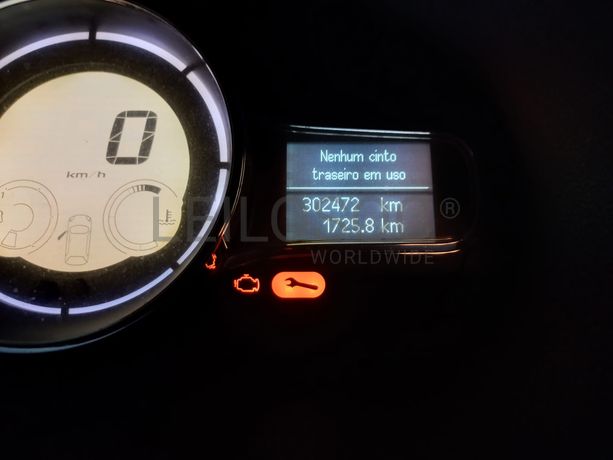 0
km/h
Nenhum cinto
traseiro em uso
302472 km
1725.8 km
®
WORLDWIDE